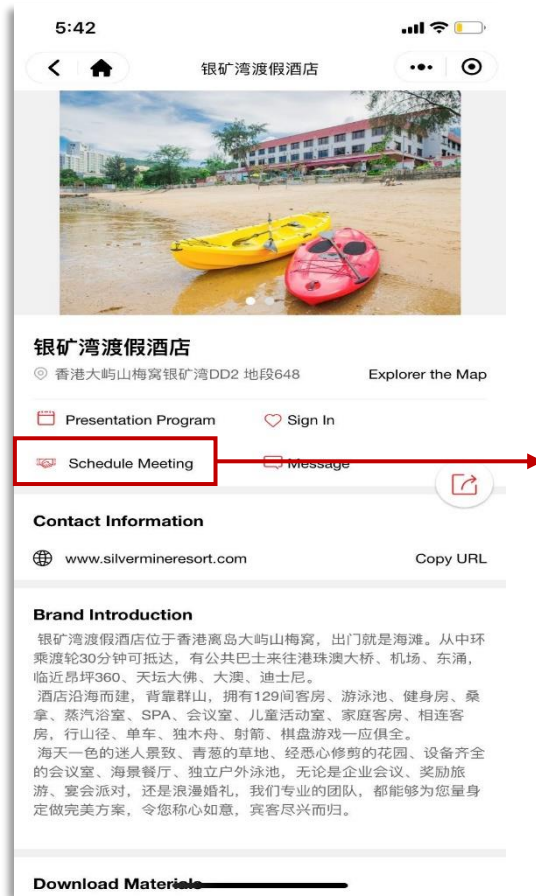 5:42
银矿湾渡假酒店
银矿湾渡假酒店
香港大屿山梅窝银矿湾DD2 地段648 Explorer the Map
Presentation Program Sign In
Schedule Meeting Message
Contact Information
www.silvermineresort.com Copy URL
Brand Introduction
银矿湾渡假酒店位于香港离岛大屿山梅窝，出门就是海滩。从中环
乘渡轮30分钟可抵达，有公共巴士来往港珠澳大桥、机场、东涌，
临近昂坪360、天坛大佛、大澳、迪士尼。
酒店沿海而建，背靠群山，拥有129间客房、游泳池、健身房、桑
拿、蒸汽浴室、SPA、会议室、儿童活动室、家庭客房、相连客
房，行山径、单车、独木舟、射箭、棋盘游戏一应俱全。
海天一色的迷人景致、青葱的草地、经悉心修剪的花园、设备齐全
的会议室、海景餐厅、独立户外泳池，无论是企业会议、奖励旅
游、宴会派对，还是浪漫婚礼，我们专业的团队，都能够为您量身
定做完美方案，令您称心如意，宾客尽兴而归。
Download Materials